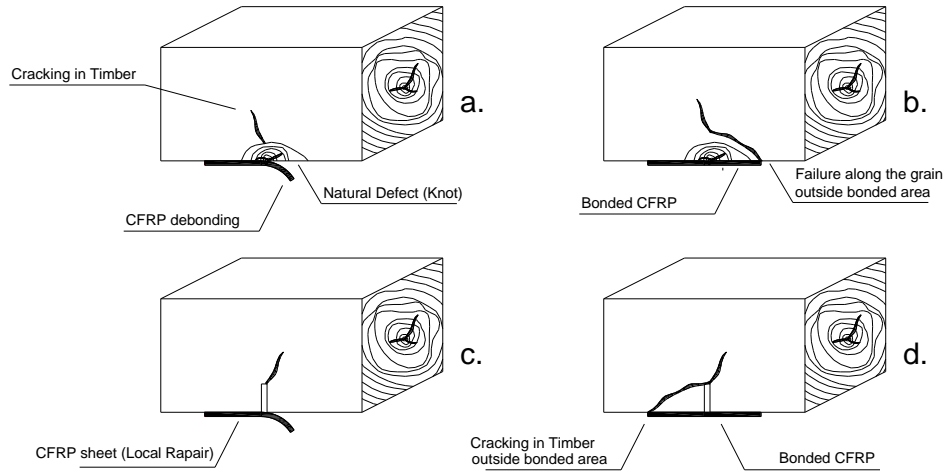 Cracking in Timber
a.
Natural Defect (Knot)
CFRP debonding
b.
Failure along the grain
outside bonded area
Bonded CFRP
c.
CFRP sheet (Local Rapair)
d.
Cracking in Timber
outside bonded area
Bonded CFRP